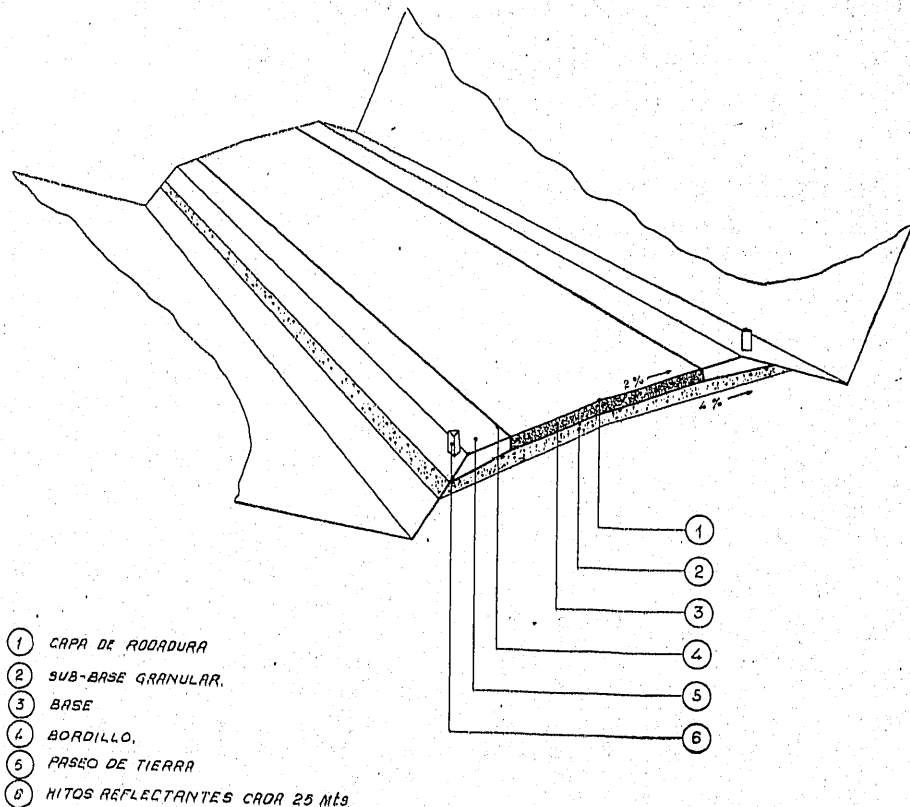 2 %
4 %
1
2
3
4
5
6
1 CAPA DE RODADURA
2 SUB-BASE GRANULAR.
3 BASE
4 BORDILLO.
5 PASEO DE TIERRA
6 HITOS REFLECTANTES CADA 25 Mts